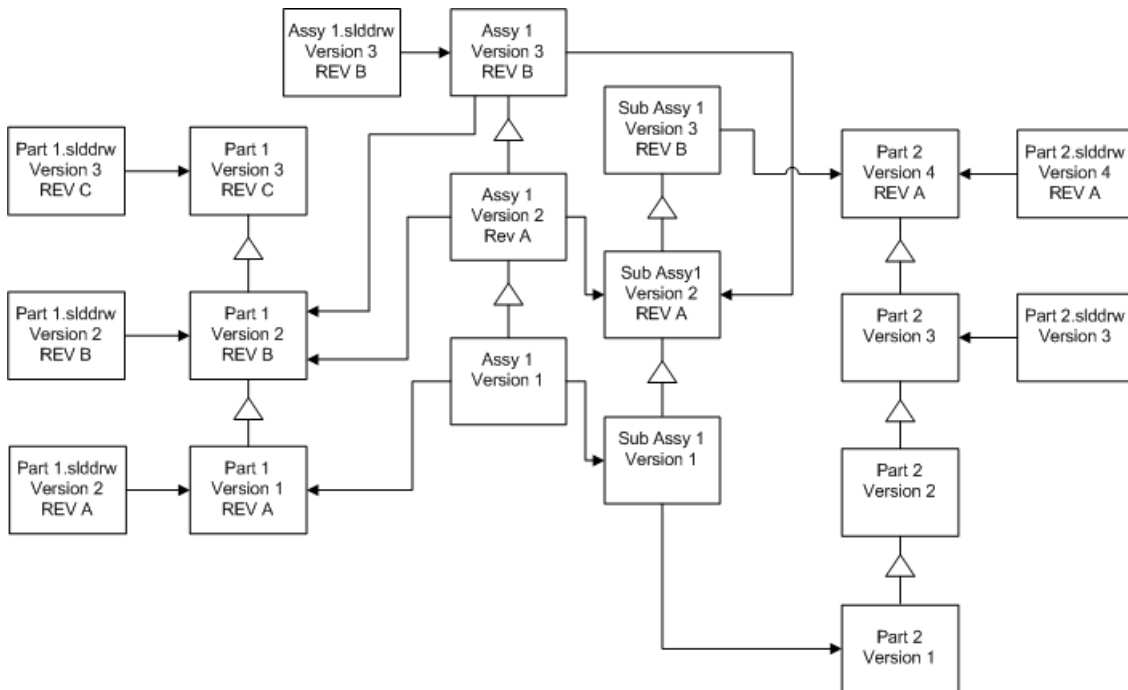 Assy 1.slddrw
Version 3
REV B
Assy 1
Version 3
REV B
Sub Assy 1
Version 3
REV B
Part 1.slddrw
Version 3
REV C
Part 1
Version 3
REV C
Part 2
Version 4
REV A
Part 2.slddrw
Version 4
REV A
Assy 1
Version 2
Rev A
Sub Assy1
Version 2
REV A
Part 1.slddrw
Version 2
REV B
Part 1
Version 2
REV B
Part 2
Version 3
Part 2.slddrw
Version 3
Assy 1
Version 1
Sub Assy 1
Version 1
Part 1.slddrw
Version 2
REV A
Part 1
Version 1
REV A
Part 2
Version 2
Part 2
Version 1